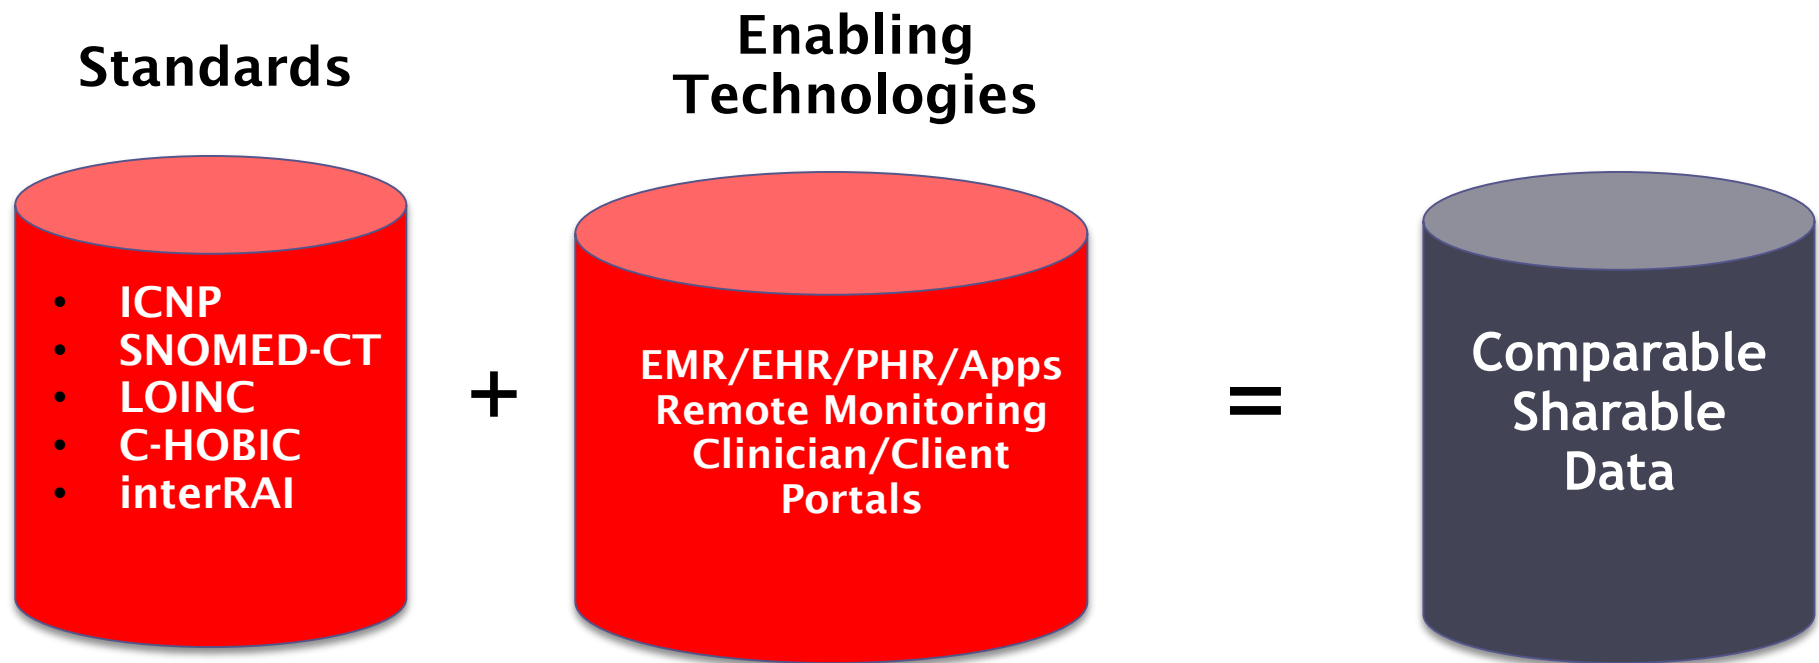 Standards
• ICNP
• SNOMED-CT
• LOINC
• C-HOBIC
• interRAI
+
Enabling
Technologies
EMR/EHR/PHR/Apps
Remote Monitoring
Clinician/Client
Portals
=
Comparable
Sharable
Data